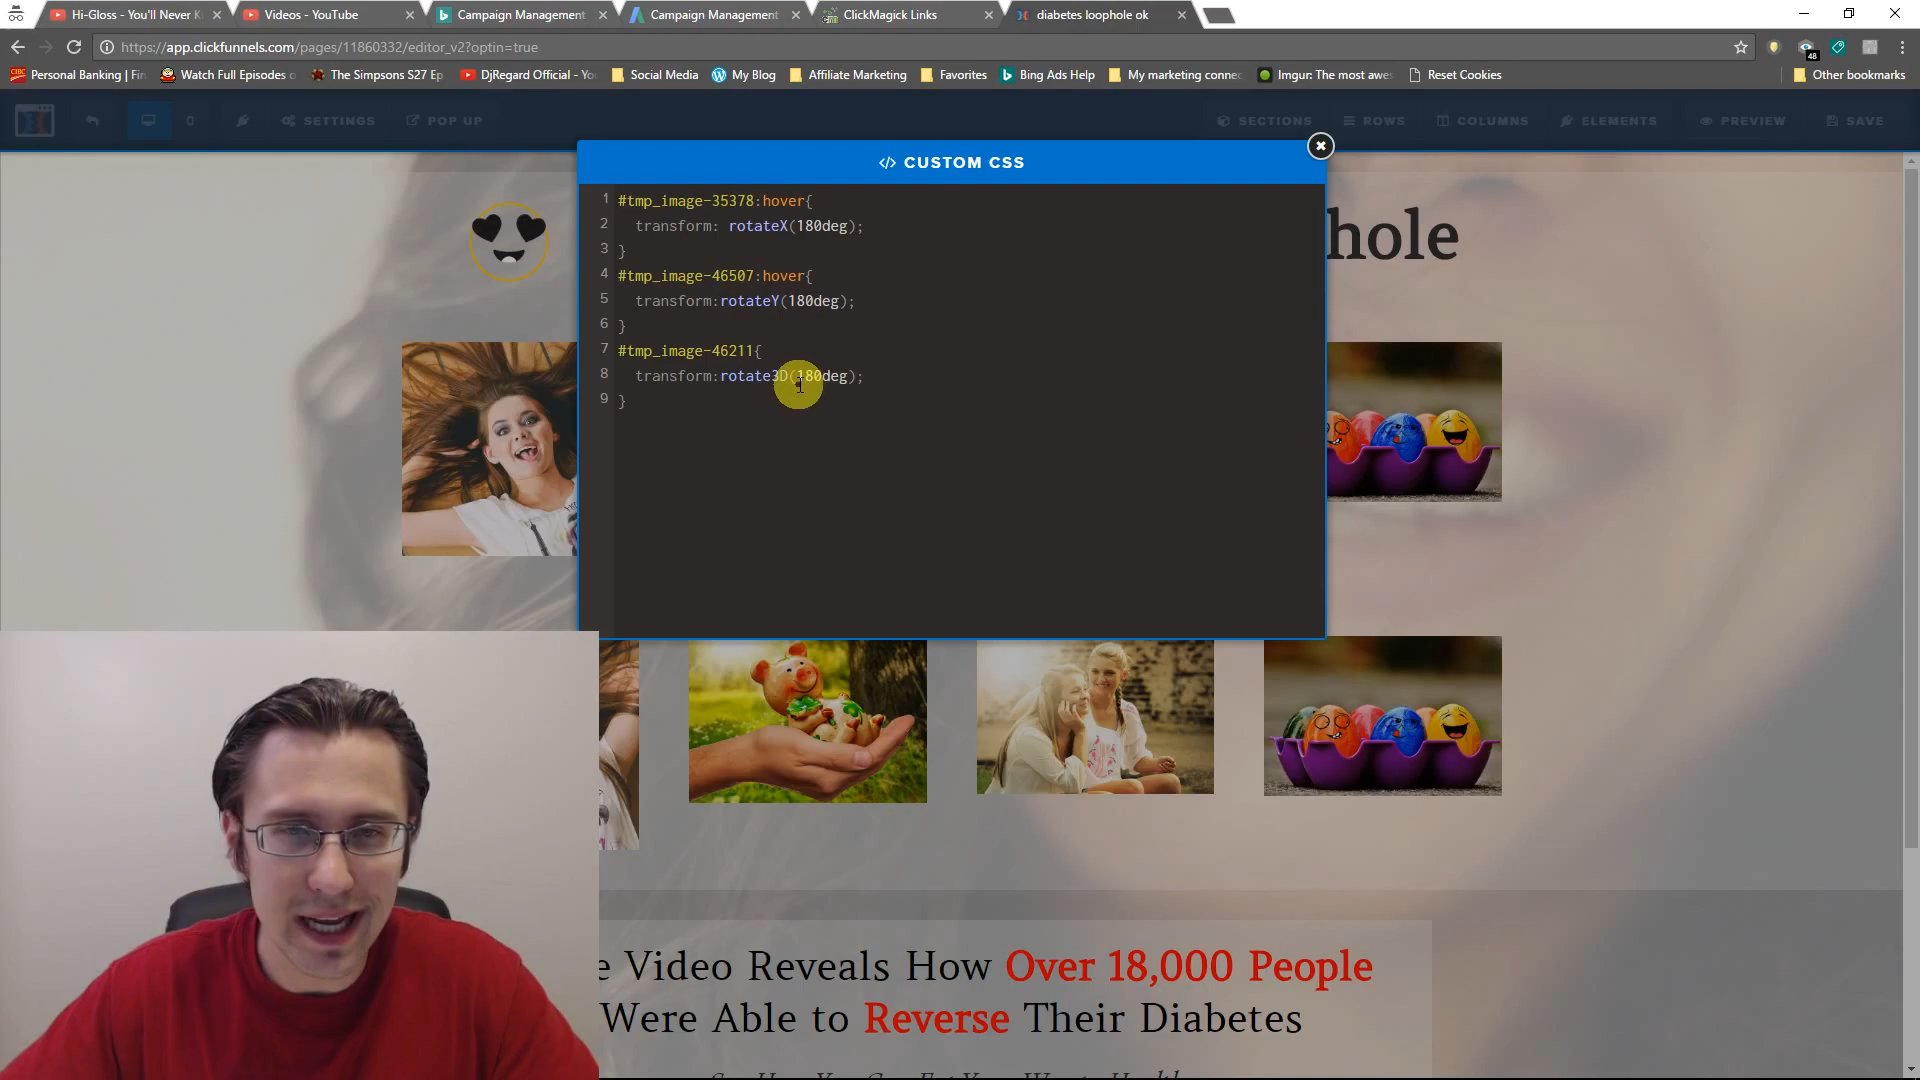 Hi-Gloss - You'll Never K
Videos - YouTube
Campaign Management
Campaign Management
ClickMagick Links
diabetes loophole ok
https://app.clickfunnels.com/pages/11860332/editor_v2?optin=true
48
CIBC
Personal Banking | Fin
Watch Full Episodes o
The Simpsons S27 Ep
DjRegard Official - Yo
Social Media
My Blog
Affiliate Marketing
Favorites
Bing Ads Help
My marketing connec
Imgur: The most awes
Reset Cookies
Other bookmarks
SETTINGS
POP UP
SECTIONS
ROWS
COLUMNS
ELEMENTS
PREVIEW
SAVE
</> CUSTOM CSS
hole
1 #tmp_image-35378:hover{
2 transform: rotateX(180deg);
3 }
4 #tmp_image-46507:hover{
5 transform:rotateY(180deg);
6 }
7 #tmp_image-46211{
8 transform:rotate3D(180deg);
9 }
e Video Reveals How Over 18,000 People
Were Able to Reverse Their Diabetes